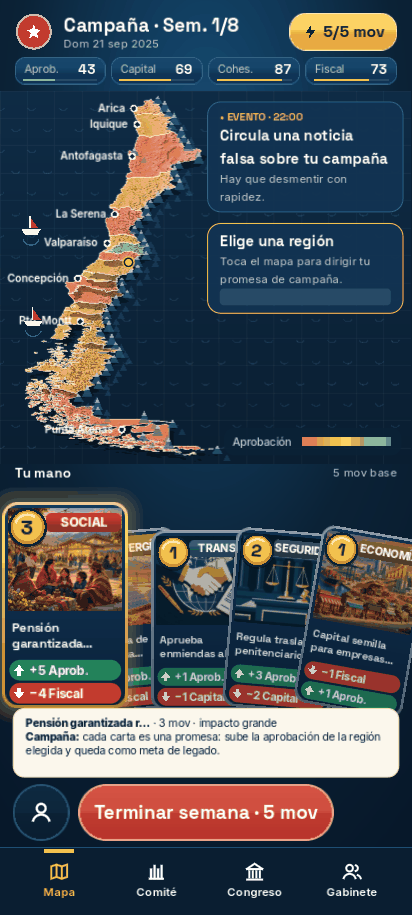 Campaña · Sem. 1/8
Dom 21 sep 2025
5/5 mov
Aprob. 43
Capital 69
Cohes. 87
Fiscal 73
Arica
Iquique
Antofagasta
La Serena
Valparaíso
Concepción
Punta Arenas
• EVENTO · 22:00
Circula una noticia
falsa sobre tu campaña
Hay que desmentir con
rapidez.
Elige una región
Toca el mapa para dirigir tu
promesa de campaña.
Aprobación
Tu mano
5 mov base
3
SOCIAL
Pensión
garantizada…
+5 Aprob.
−4 Fiscal
1
TRANS
Aprueba
enmiendas a
+1 Aprob.
−1 Capital
2
SEGURID
Regula trasla
penitenciario
+3 Aprob.
−2 Capital
1
ECONOMÍ
Capital semilla
para empresas…
−1 Fiscal
+1 Aprob.
Pensión garantizada r… · 3 mov · impacto grande
Campaña: cada carta es una promesa: sube la aprobación de la región
elegida y queda como meta de legado.
Terminar semana · 5 mov
Mapa
Comité
Congreso
Gabinete